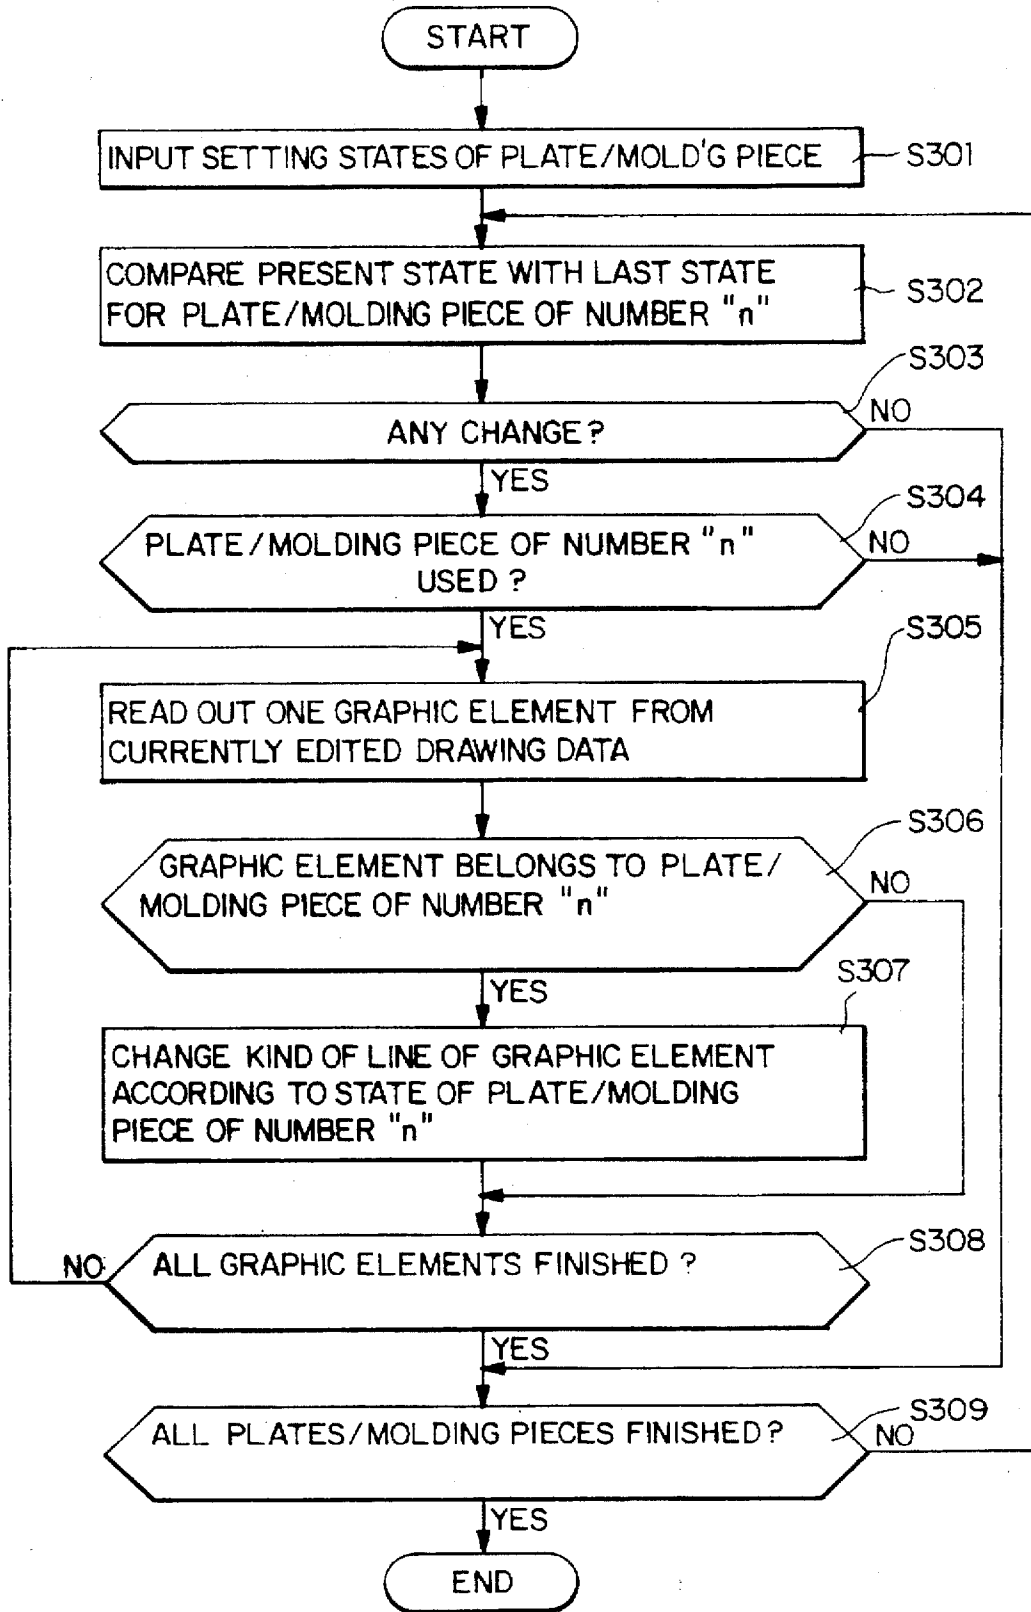 START
INPUT SETTING STATES OF PLATE/MOLD'G PIECE
S301
COMPARE PRESENT STATE WITH LAST STATE
FOR PLATE/MOLDING PIECE OF NUMBER "n"
S302
S303
ANY CHANGE?
NO
YES
S304
PLATE/MOLDING PIECE OF NUMBER "n"
USED?
NO
YES
S305
READ OUT ONE GRAPHIC ELEMENT FROM
CURRENTLY EDITED DRAWING DATA
S306
GRAPHIC ELEMENT BELONGS TO PLATE/
MOLDING PIECE OF NUMBER "n"
NO
YES
S307
CHANGE KIND OF LINE OF GRAPHIC ELEMENT
ACCORDING TO STATE OF PLATE/MOLDING
PIECE OF NUMBER "n"
S308
NO
ALL GRAPHIC ELEMENTS FINISHED?
YES
S309
ALL PLATES/MOLDING PIECES FINISHED?
NO
YES
END